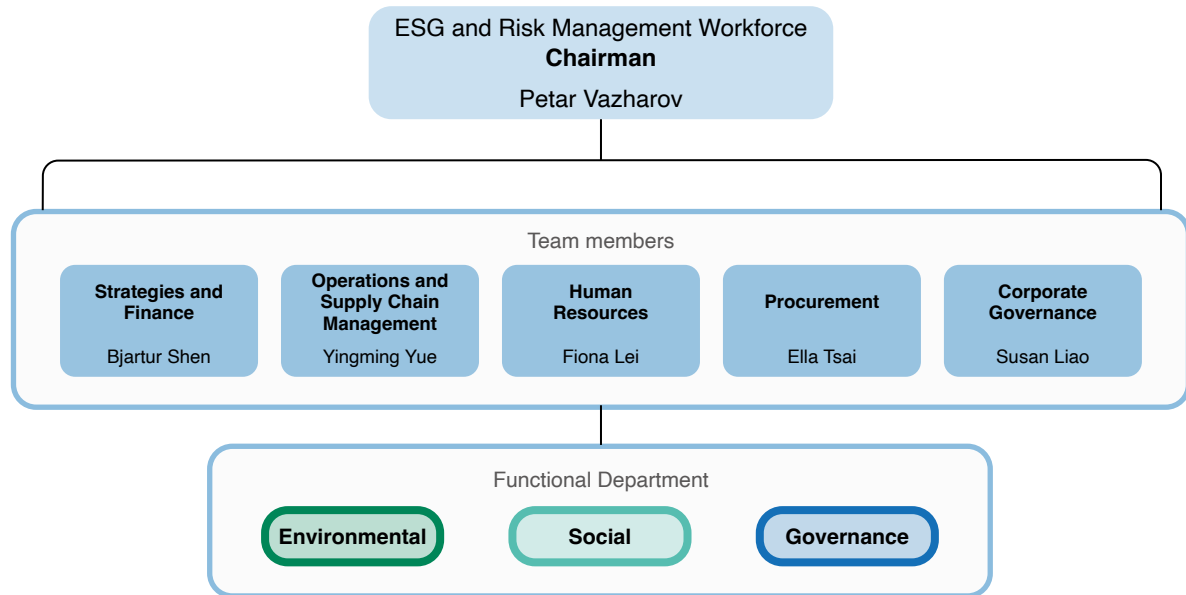 ESG and Risk Management Workforce
Chairman
Petar Vazharov
Team members
Strategies and
Finance
Bjartur Shen
Operations and
Supply Chain
Management
Yingming Yue
Human
Resources
Fiona Lei
Procurement
Ella Tsai
Corporate
Governance
Susan Liao
Functional Department
Environmental
Social
Governance